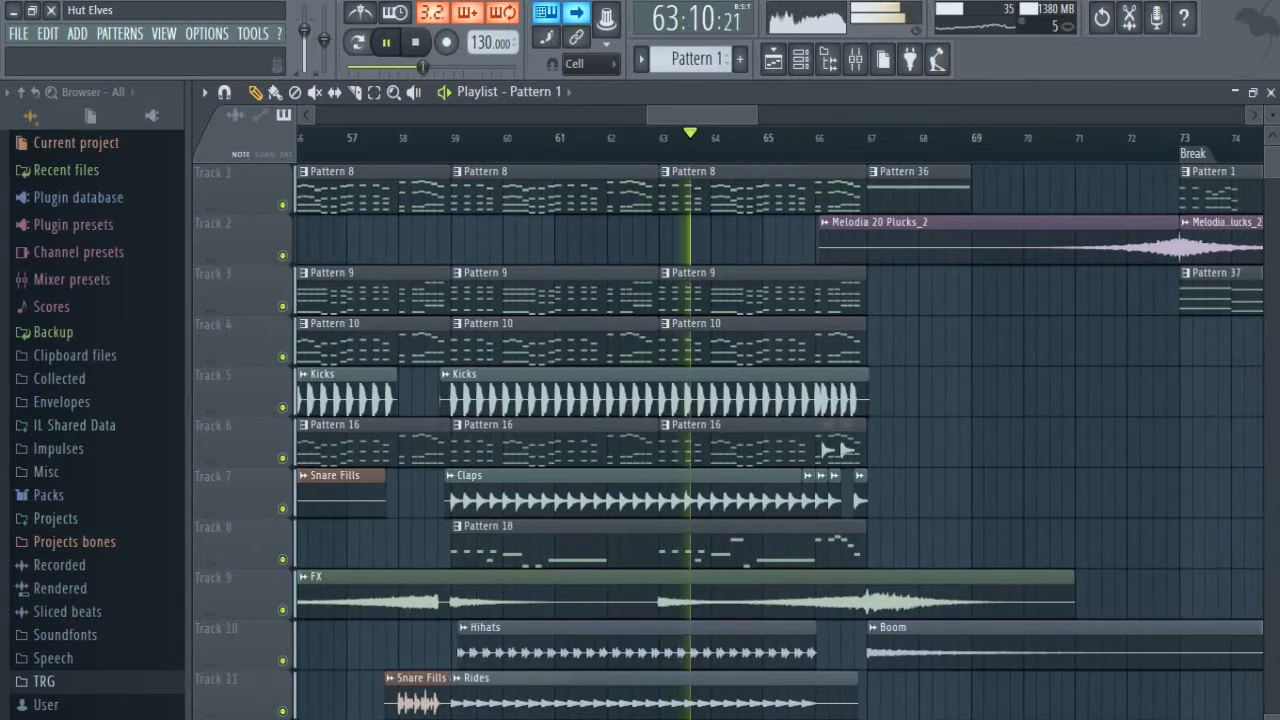 Hut Elves
FILE EDIT ADD PATTERNS VIEW OPTIONS TOOLS ?
3.2.
130.000
Cell
63:10:21
B:S:T
Pattern 1
35
1380 MB
5
?
Browser - All
Playlist - Pattern 1
Current project
Recent files
Plugin database
Plugin presets
Channel presets
Mixer presets
Scores
Backup
Clipboard files
Collected
Envelopes
IL Shared Data
Impulses
Misc
Packs
Projects
Projects bones
Recorded
Rendered
Sliced beats
Soundfonts
Speech
TRG
User
57 58 59 60 61 62 63 64 65 66 67 68 69 70 71 72 73 74
NOTE CHAN PAT
Break
Track 1
Pattern 8 Pattern 8 Pattern 8 Pattern 36 Pattern 1
Track 2
Melodia 20 Plucks_2 Melodia..lucks_2
Track 3
Pattern 9 Pattern 9 Pattern 9 Pattern 37
Track 4
Pattern 10 Pattern 10 Pattern 10
Track 5
Kicks Kicks
Track 6
Pattern 16 Pattern 16 Pattern 16
Track 7
Snare Fills Claps
Track 8
Pattern 18
Track 9
FX
Track 10
Hihats Boom
Track 11
Snare Fills Rides